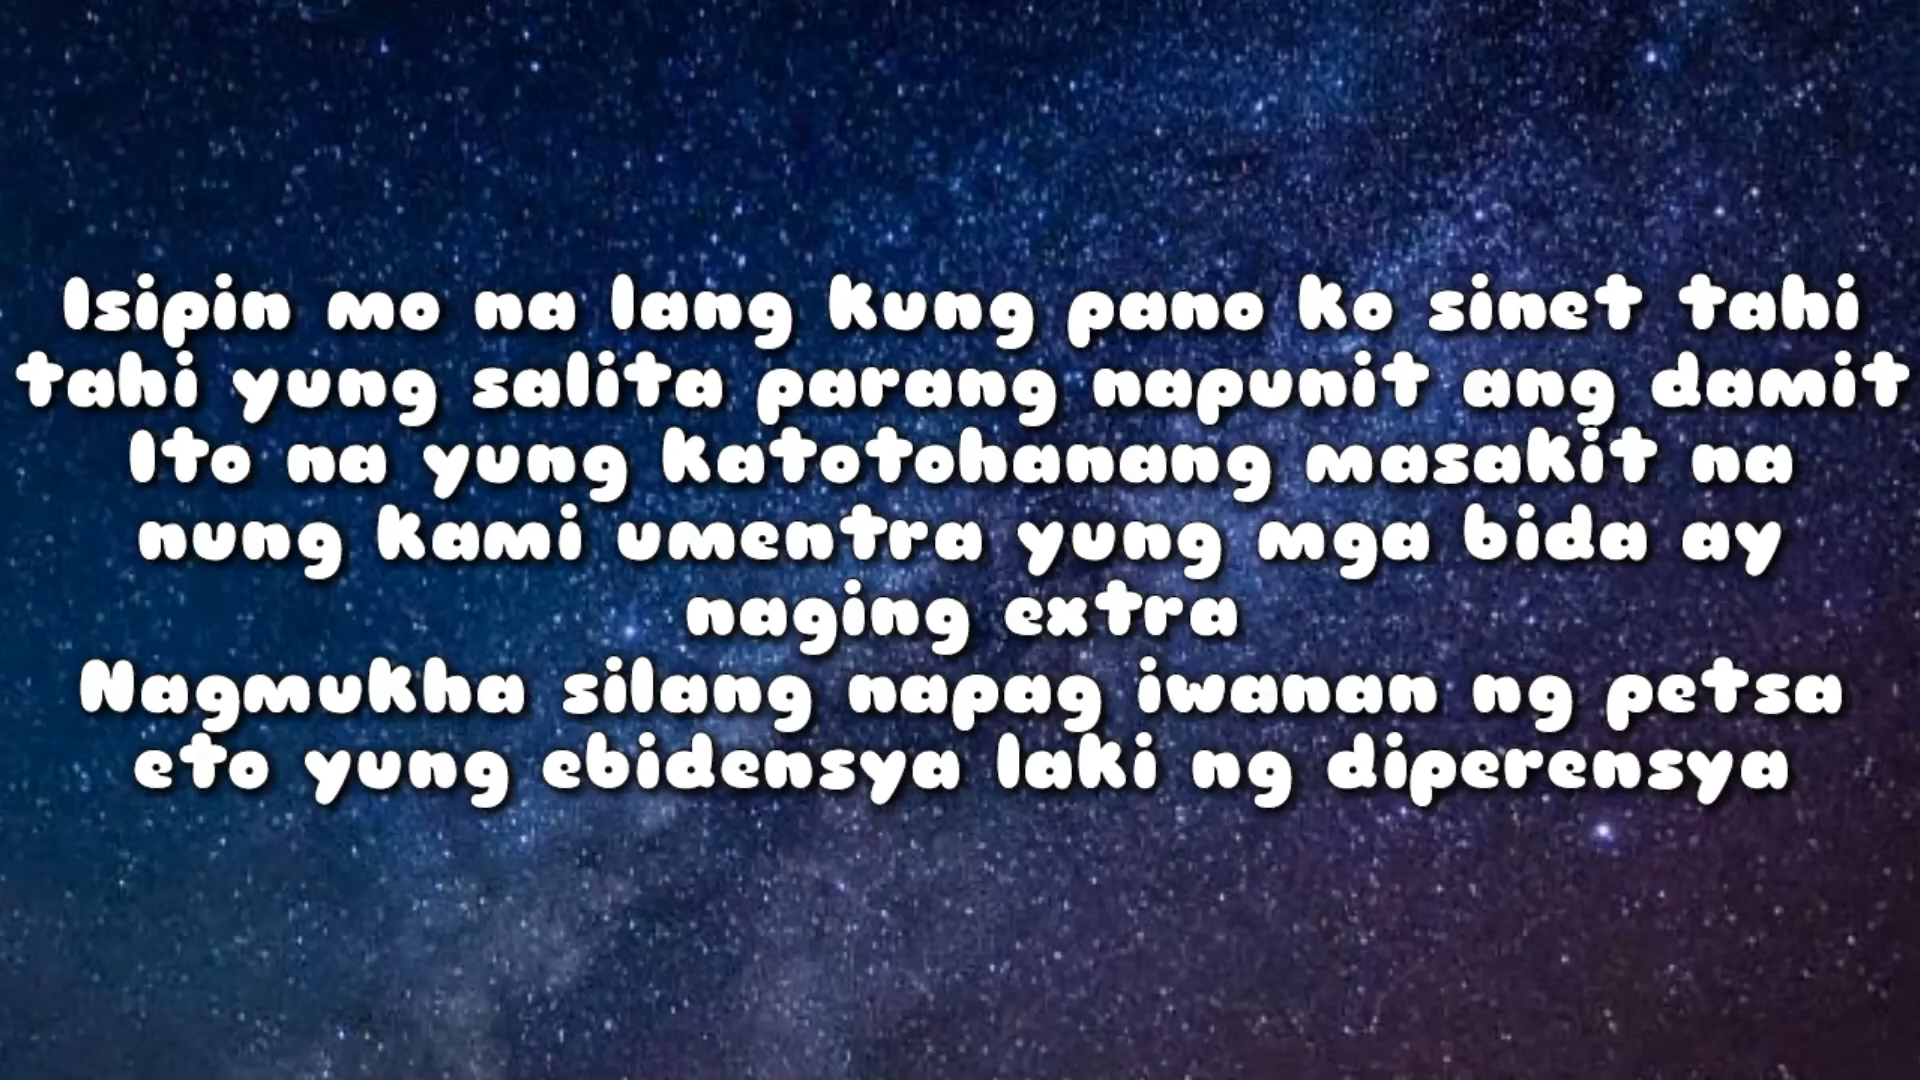 Isipin mo na lang kung pano ko sinet tahi
tahi yung salita parang napunit ang damit
Ito na yung katotohanang masakit na
nung kami umentra yung mga bida ay
naging extra
Nagmukha silang napag iwanan ng petsa
eto yung ebidensya laki ng diperensya